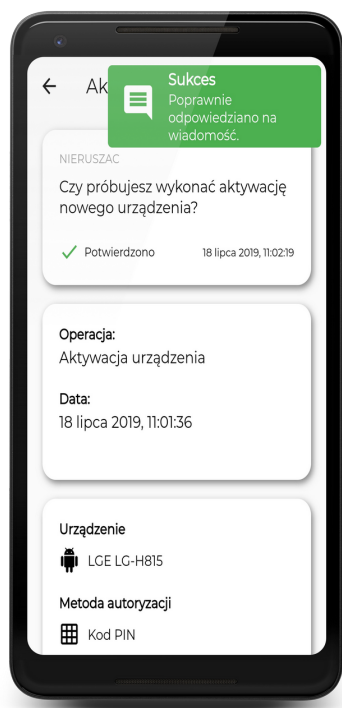 Ak
Sukces
Poprawnie
odpowiedziano na
wiadomość.
NIERUSZAC
Czy próbujesz wykonać aktywację
nowego urządzenia?
Potwierdzono 18 lipca 2019, 11:02:19
Operacja:
Aktywacja urządzenia
Data:
18 lipca 2019, 11:01:36
Urządzenie
LGE LG-H815
Metoda autoryzacji
Kod PIN